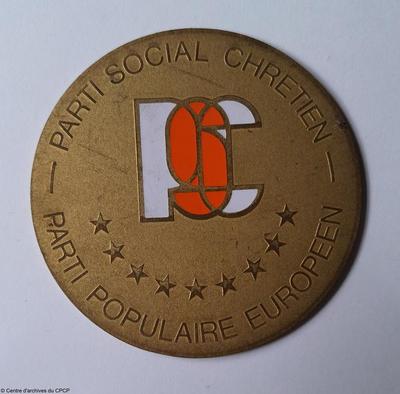 PARTI SOCIAL CHRETIEN
PSC
PARTI POPULAIRE EUROPEEN
© Centre d'archives du CPCP